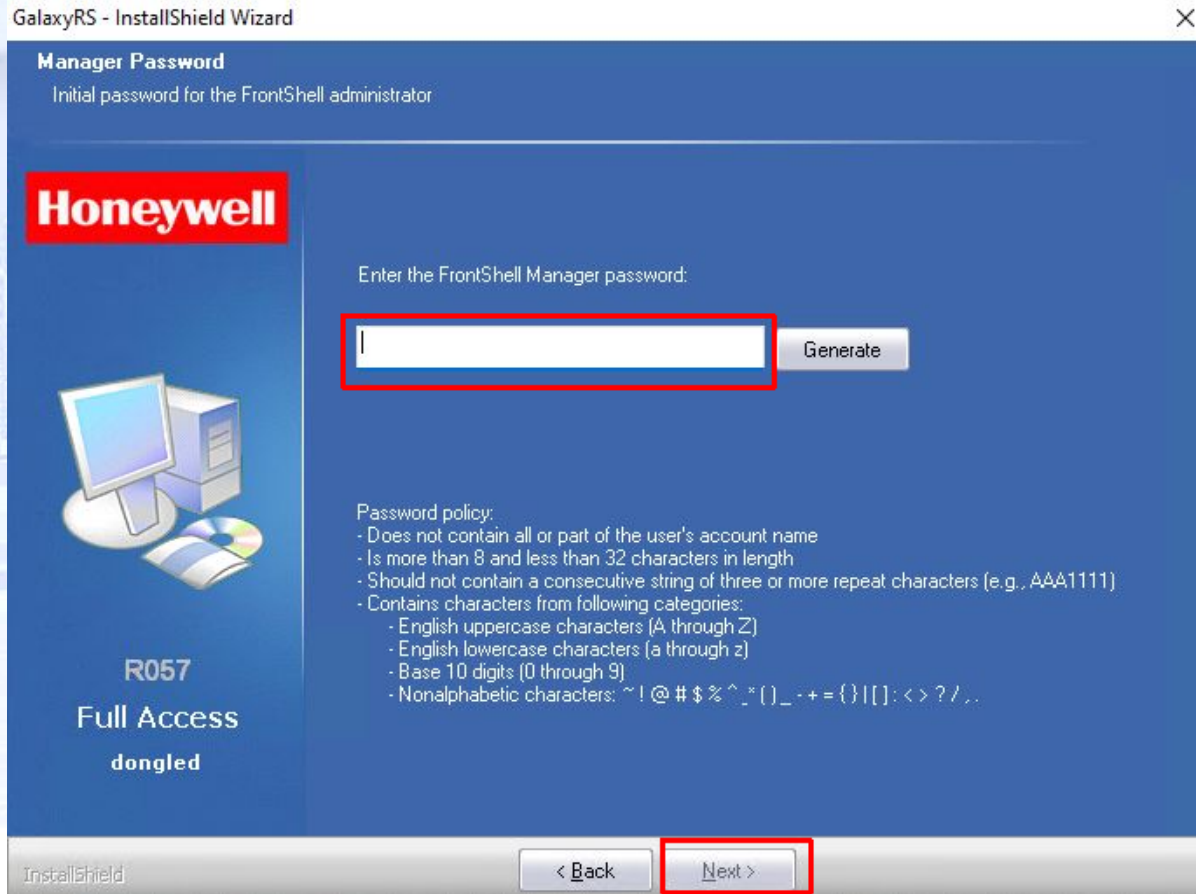 GalaxyRS - InstallShield Wizard
Manager Password
Initial password for the FrontShell administrator
Honeywell
Enter the FrontShell Manager password:
Generate
Password policy:
- Does not contain all or part of the user's account name
- Is more than 8 and less than 32 characters in length
- Should not contain a consecutive string of three or more repeat characters (e.g., AAA1111)
- Contains characters from following categories:
- English uppercase characters (A through Z)
- English lowercase characters (a through z)
- Base 10 digits (0 through 9)
- Nonalphabetic characters: ~ ! @ # $ % ^ _* ( ) _ - + = { } | [ ] : < > ? / , .
R057
Full Access
dongled
InstallShield
< Back
Next >